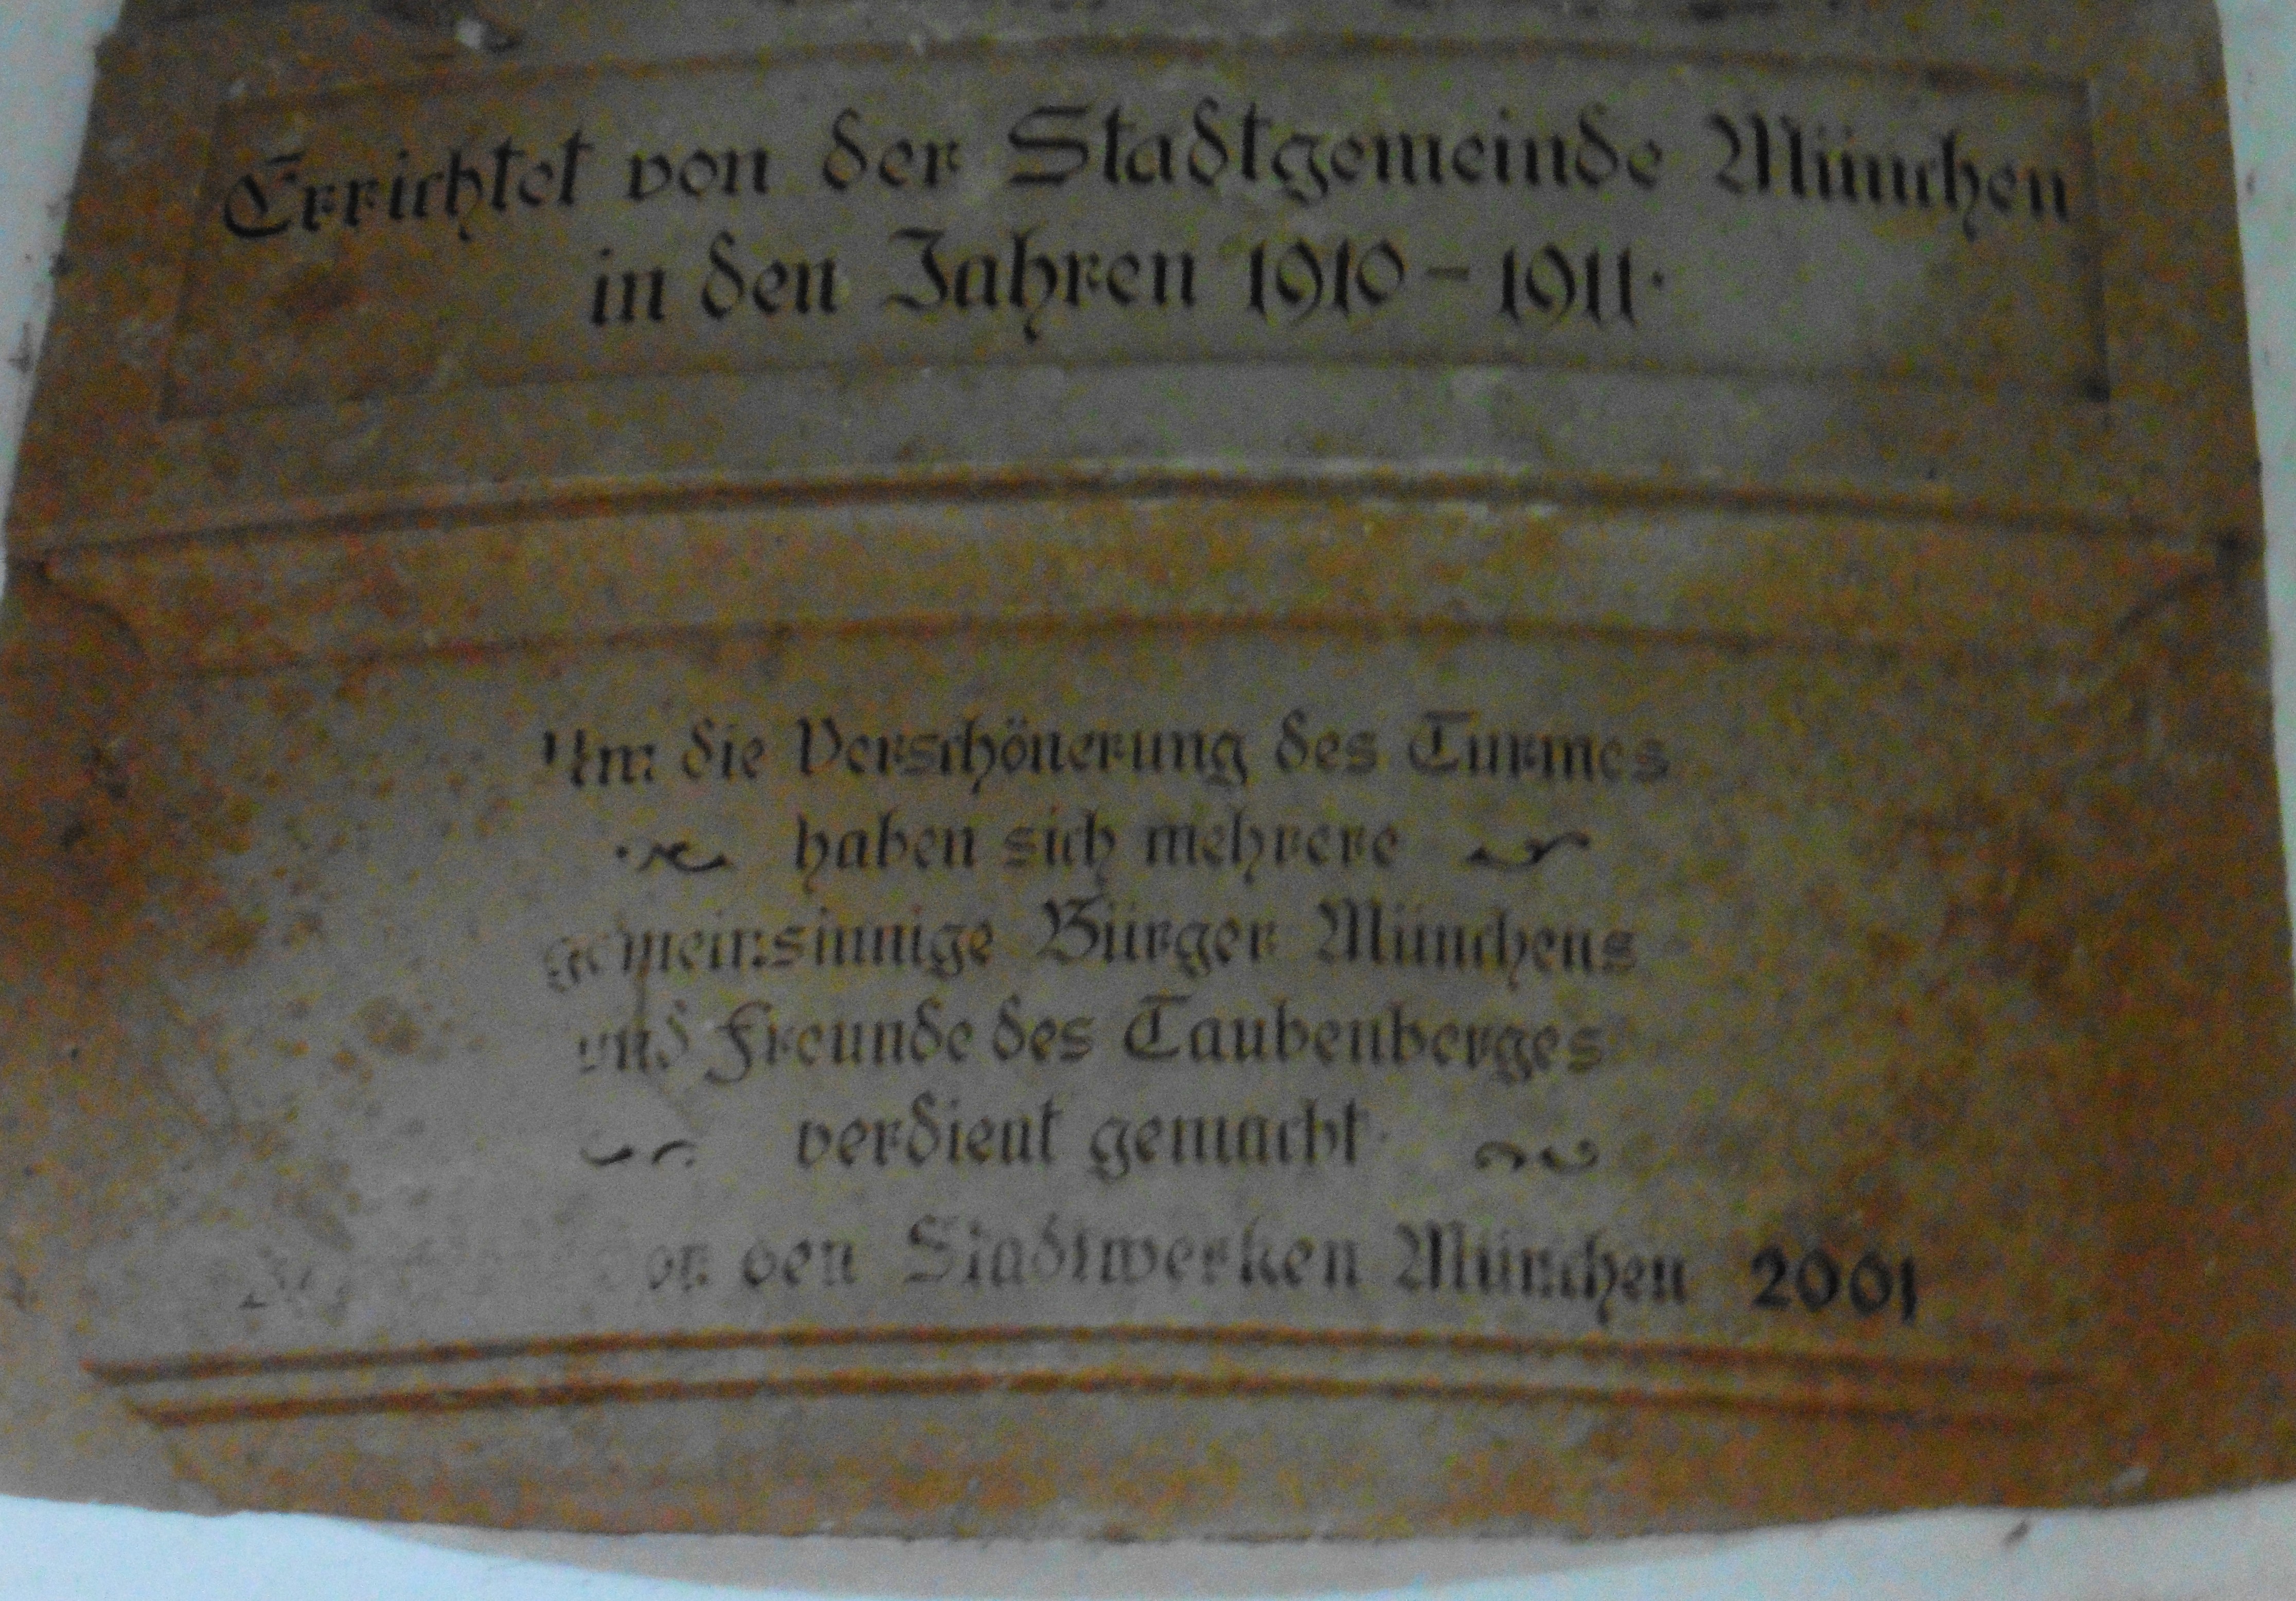 Errichtet von der Stadtgemeinde München
in den Jahren 1910 - 1911.
Um die Verschönerung des Turmes
haben sich mehrere
gemeinsinnige Bürger Münchens
und Freunde des Taubenberges
verdient gemacht.
den Stadtwerken München 2001